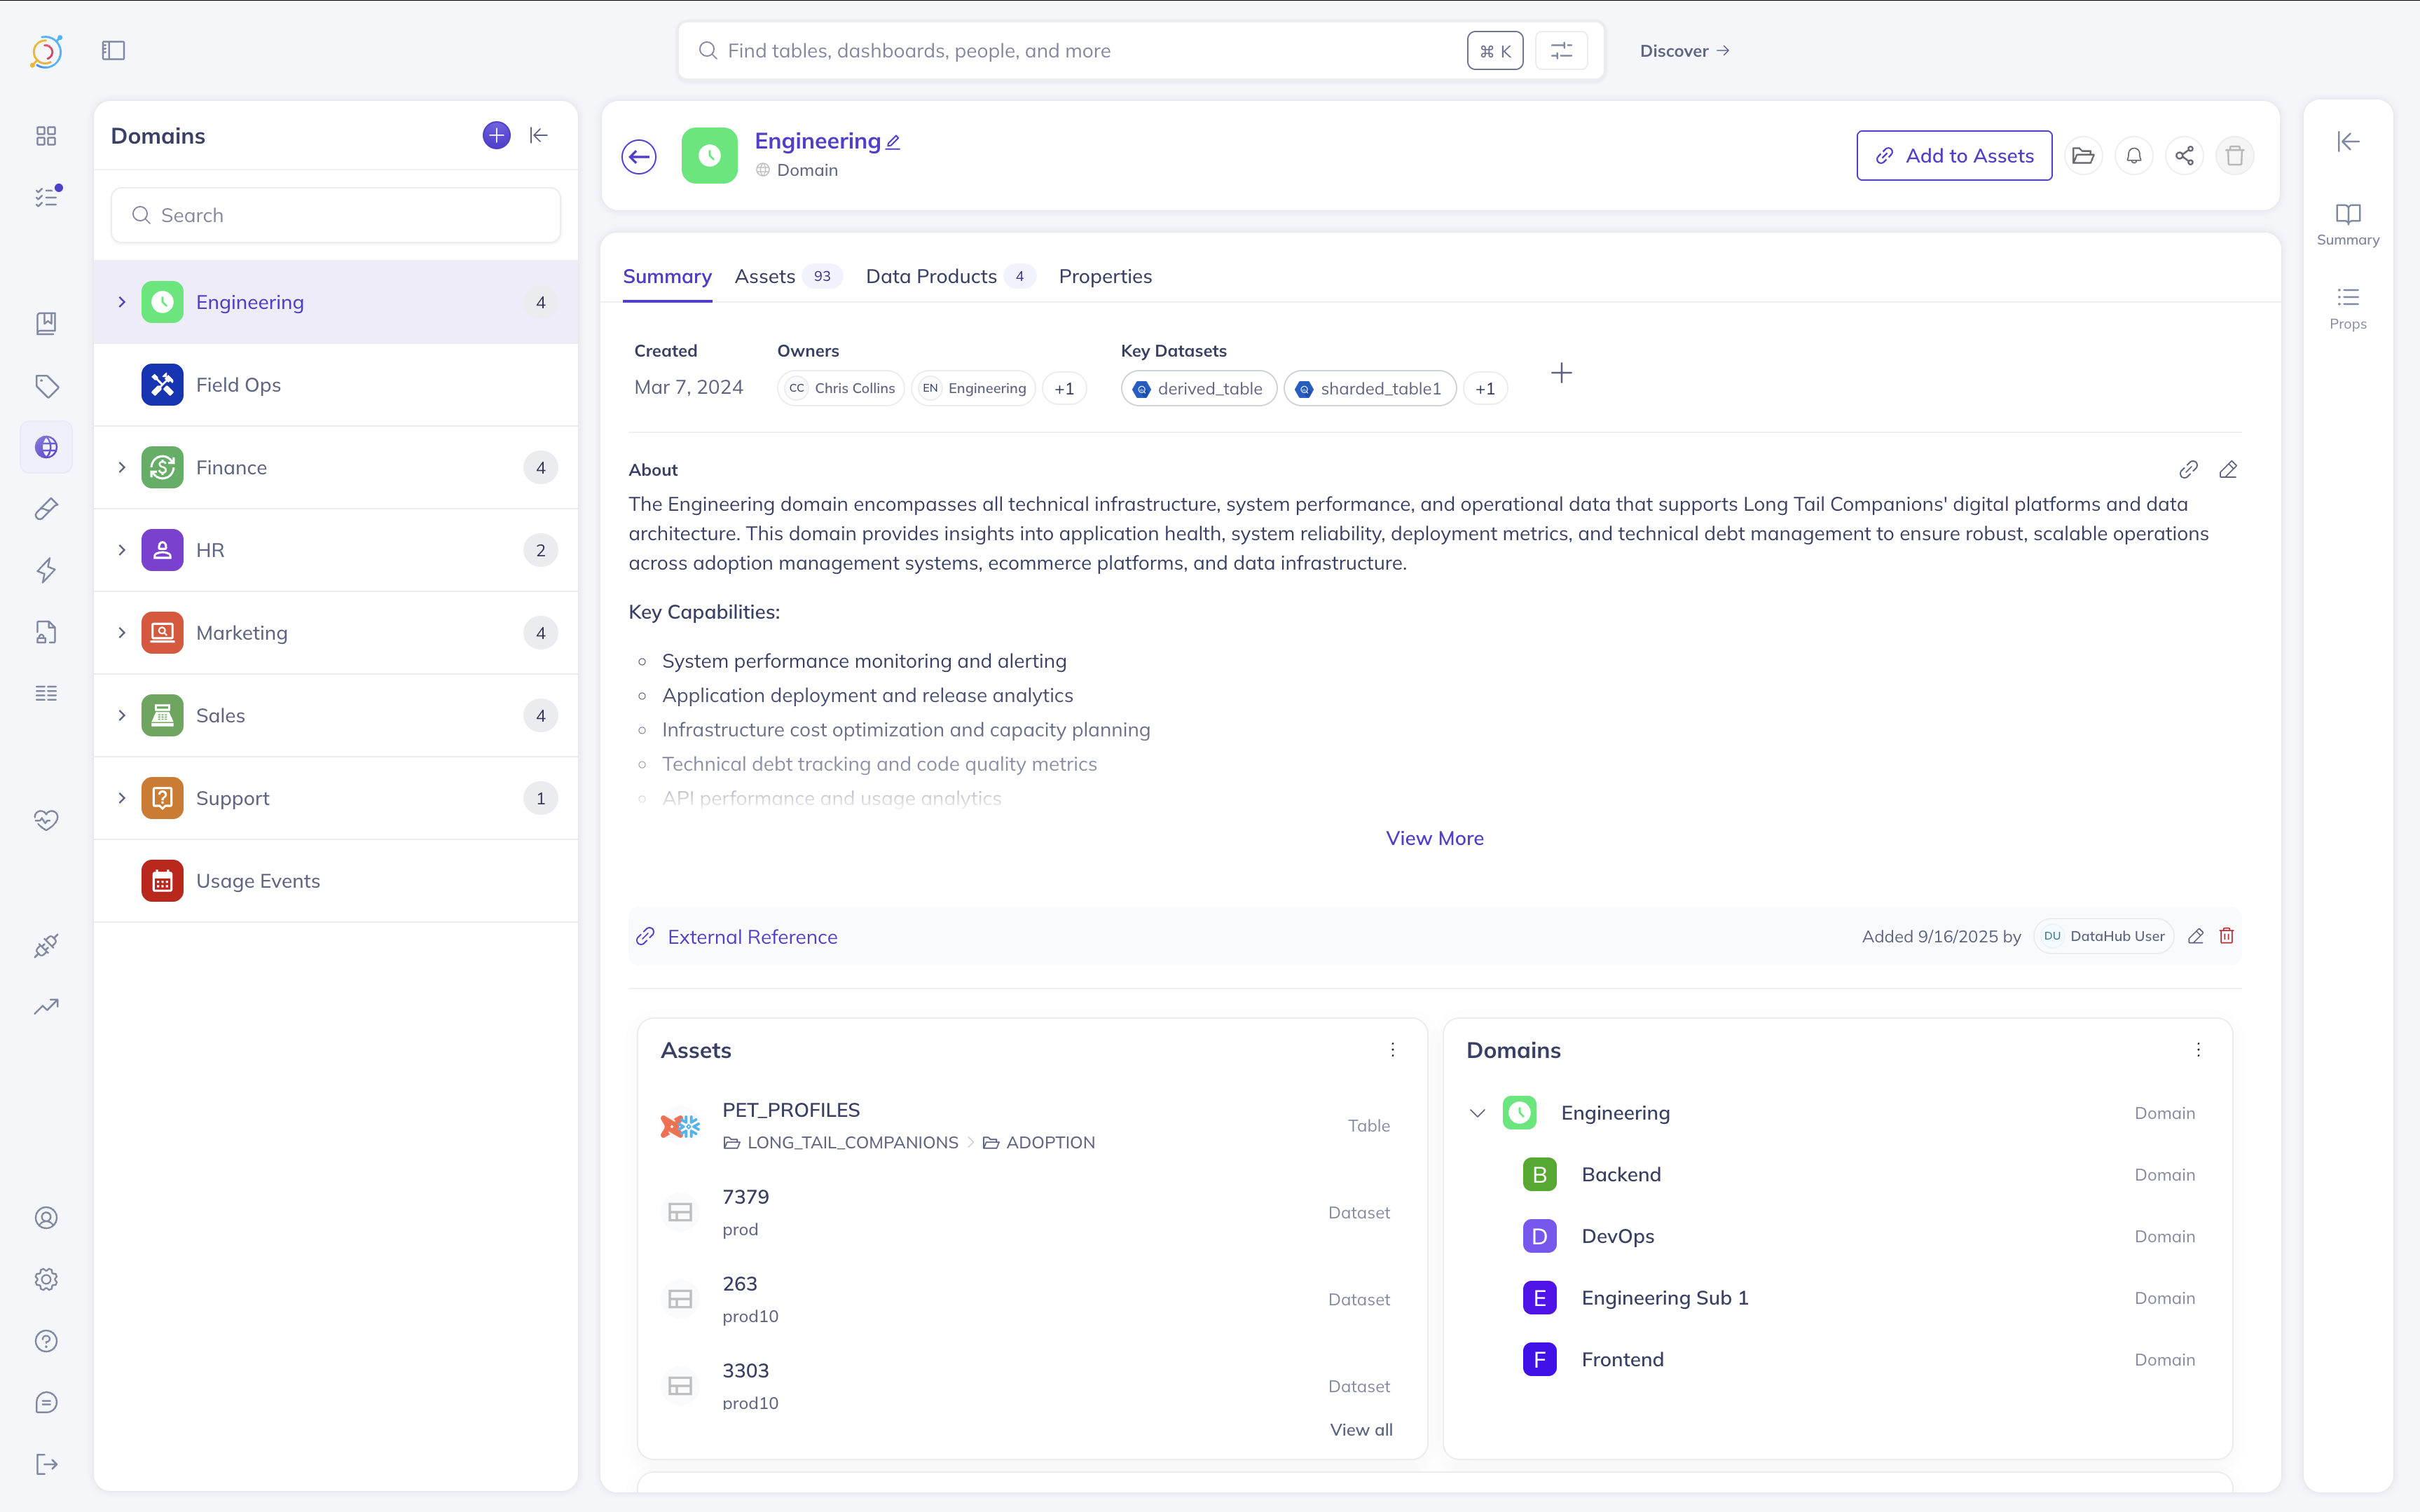 Find tables, dashboards, people, and more
⌘ K
Discover →
Domains
Search
Engineering 4
Field Ops
Finance 4
HR 2
Marketing 4
Sales 4
Support 1
Usage Events
Engineering
Domain
Add to Assets
Summary
Props
Summary Assets 93 Data Products 4 Properties
Created Owners Key Datasets
Mar 7, 2024 CC Chris Collins EN Engineering +1 derived_table sharded_table1 +1
About
The Engineering domain encompasses all technical infrastructure, system performance, and operational data that supports Long Tail Companions' digital platforms and data
architecture. This domain provides insights into application health, system reliability, deployment metrics, and technical debt management to ensure robust, scalable operations
across adoption management systems, ecommerce platforms, and data infrastructure.
Key Capabilities:
System performance monitoring and alerting
Application deployment and release analytics
Infrastructure cost optimization and capacity planning
Technical debt tracking and code quality metrics
API performance and usage analytics
View More
External Reference Added 9/16/2025 by DU DataHub User
Assets
PET_PROFILES
LONG_TAIL_COMPANIONS > ADOPTION
Table
7379
prod
Dataset
263
prod10
Dataset
3303
prod10
Dataset
View all
Domains
Engineering Domain
B Backend Domain
D DevOps Domain
E Engineering Sub 1 Domain
F Frontend Domain